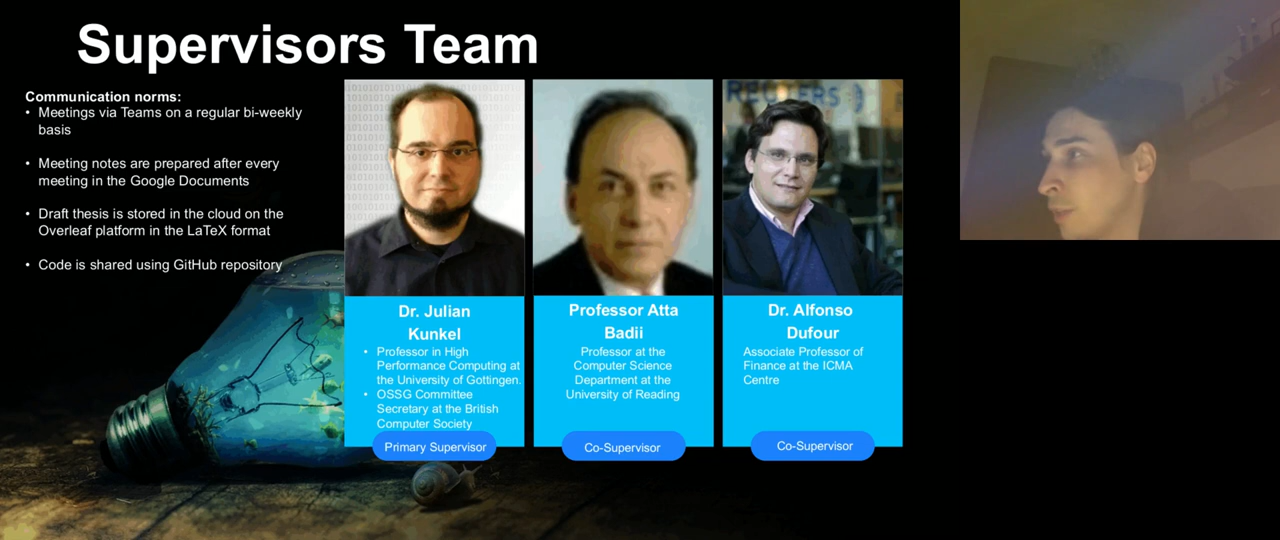 Supervisors Team
Communication norms:
• Meetings via Teams on a regular bi-weekly
basis
• Meeting notes are prepared after every
meeting in the Google Documents
• Draft thesis is stored in the cloud on the
Overleaf platform in the LaTeX format
• Code is shared using GitHub repository
Dr. Julian
Kunkel
• Professor in High
Performance Computing at
the University of Gottingen.
• OSSG Committee
Secretary at the British
Computer Society
Primary Supervisor
Professor Atta
Badii
Professor at the
Computer Science
Department at the
University of Reading
Co-Supervisor
REUTERS
Dr. Alfonso
Dufour
Associate Professor of
Finance at the ICMA
Centre
Co-Supervisor